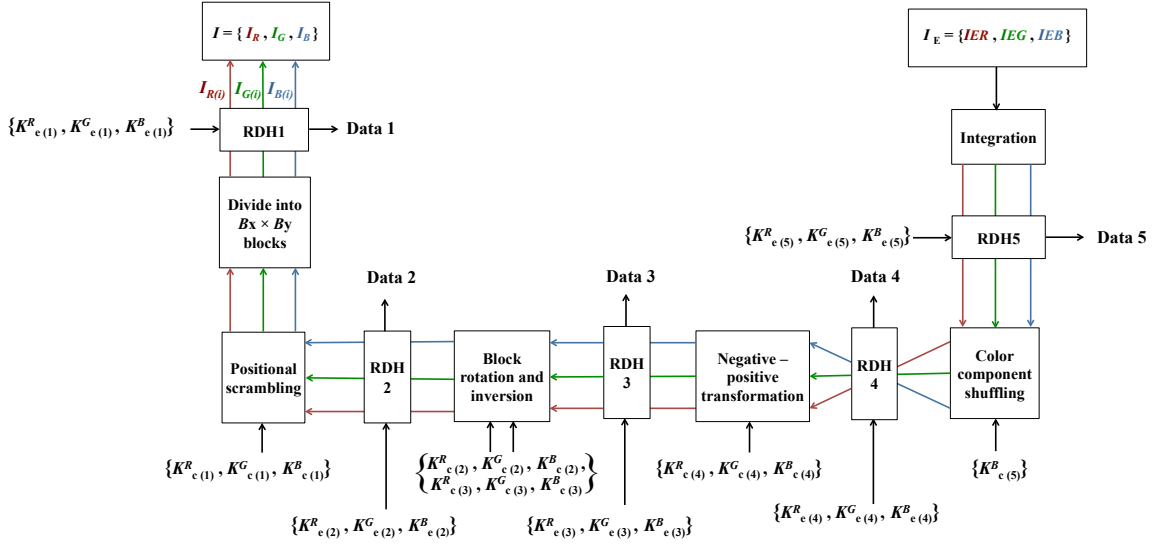 I = { I_R , I_G , I_B }
I_E = {IER , IEG , IEB}
I_R(i) I_G(i) I_B(i)
{K^R_e (1) , K^G_e (1) , K^B_e (1)}
RDH1
Data 1
Integration
Divide into
Bx × By
blocks
{K^R_e (5) , K^G_e (5) , K^B_e (5)}
RDH5
Data 5
Data 2
Data 3
Data 4
Positional
scrambling
RDH
2
Block
rotation and
inversion
RDH
3
Negative –
positive
transformation
RDH
4
Color
component
shuffling
{K^R_c (1) , K^G_c (1) , K^B_c (1)}
{K^R_c (2) , K^G_c (2) , K^B_c (2),
K^R_c (3) , K^G_c (3) , K^B_c (3)}
{K^R_c (4) , K^G_c (4) , K^B_c (4)}
{K^B_c (5)}
{K^R_e (2) , K^G_e (2) , K^B_e (2)}
{K^R_e (3) , K^G_e (3) , K^B_e (3)}
{K^R_e (4) , K^G_e (4) , K^B_e (4)}